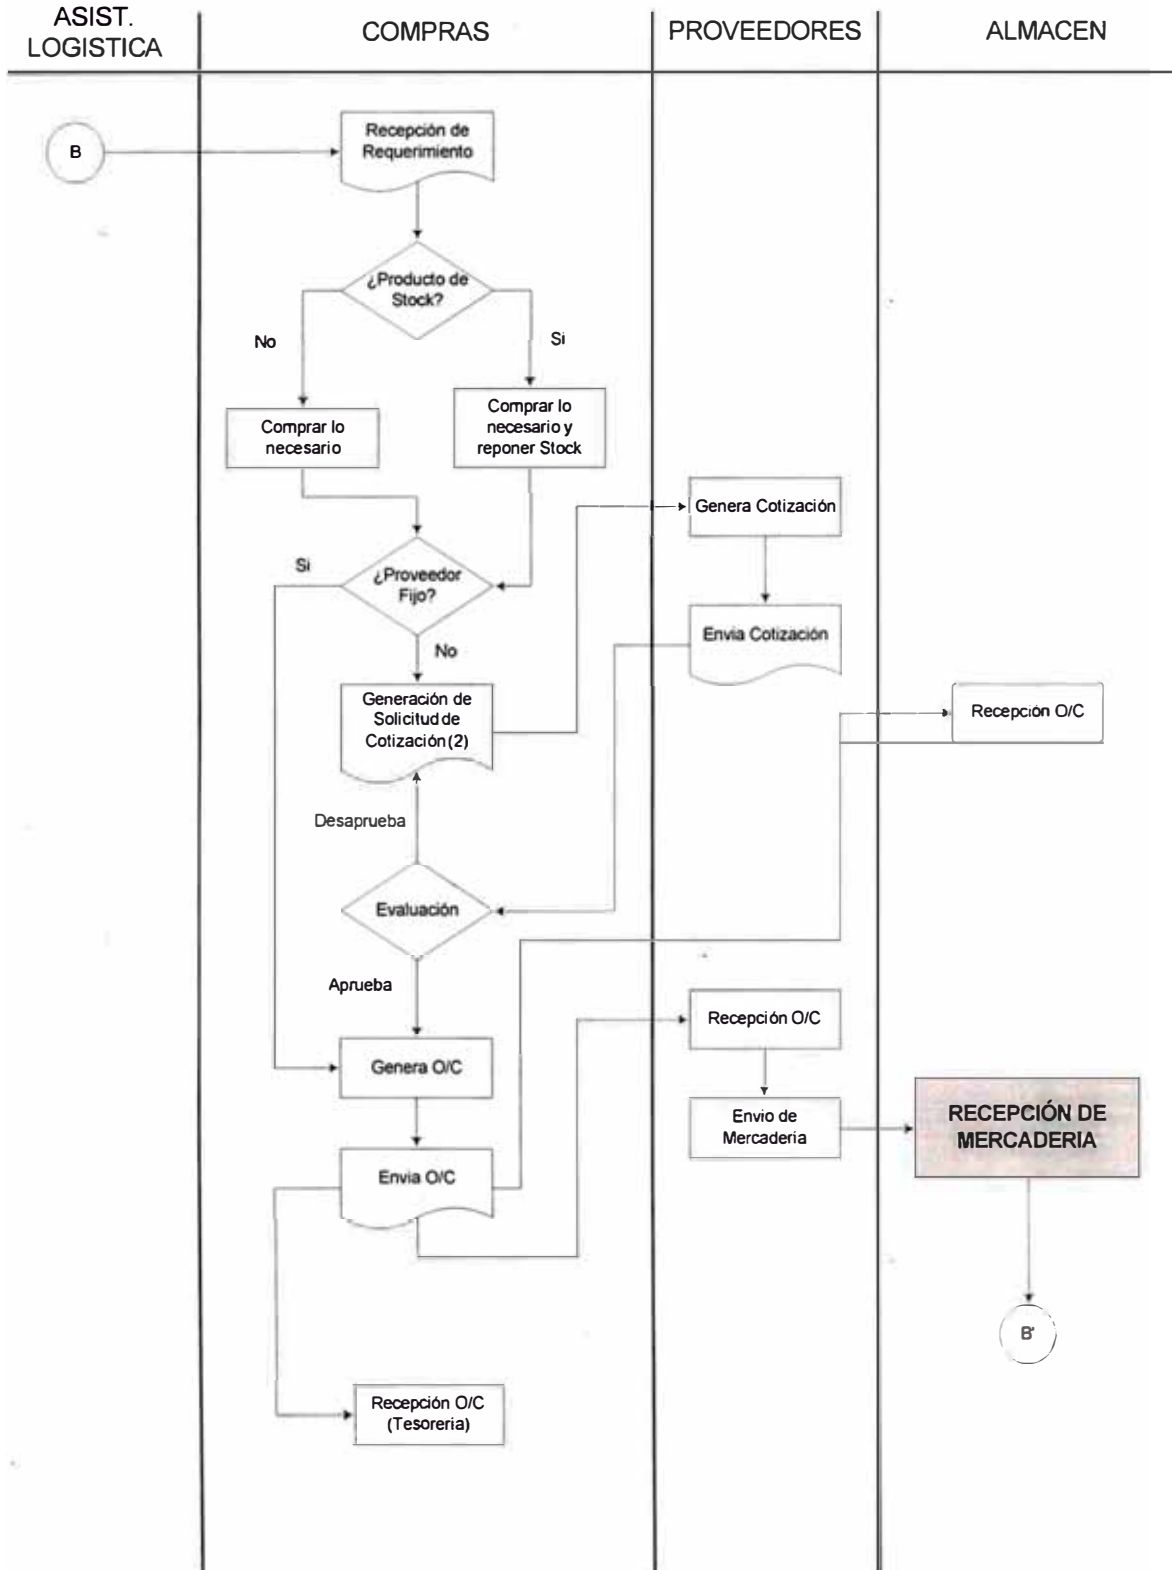 ASIST.
LOGISTICA
COMPRAS
PROVEEDORES
ALMACEN
B
Recepción de
Requerimiento
¿Producto de
Stock?
No
Si
Comprar lo
necesario
Comprar lo
necesario y
reponer Stock
Genera Cotización
Si
¿Proveedor
Fijo?
Envia Cotización
No
Generación de
Solicitud de
Cotización (2)
Recepción O/C
Desaprueba
Evaluación
Aprueba
Recepción O/C
Genera O/C
Envio de
Mercaderia
RECEPCIÓN DE
MERCADERIA
Envia O/C
B'
Recepción O/C
(Tesoreria)